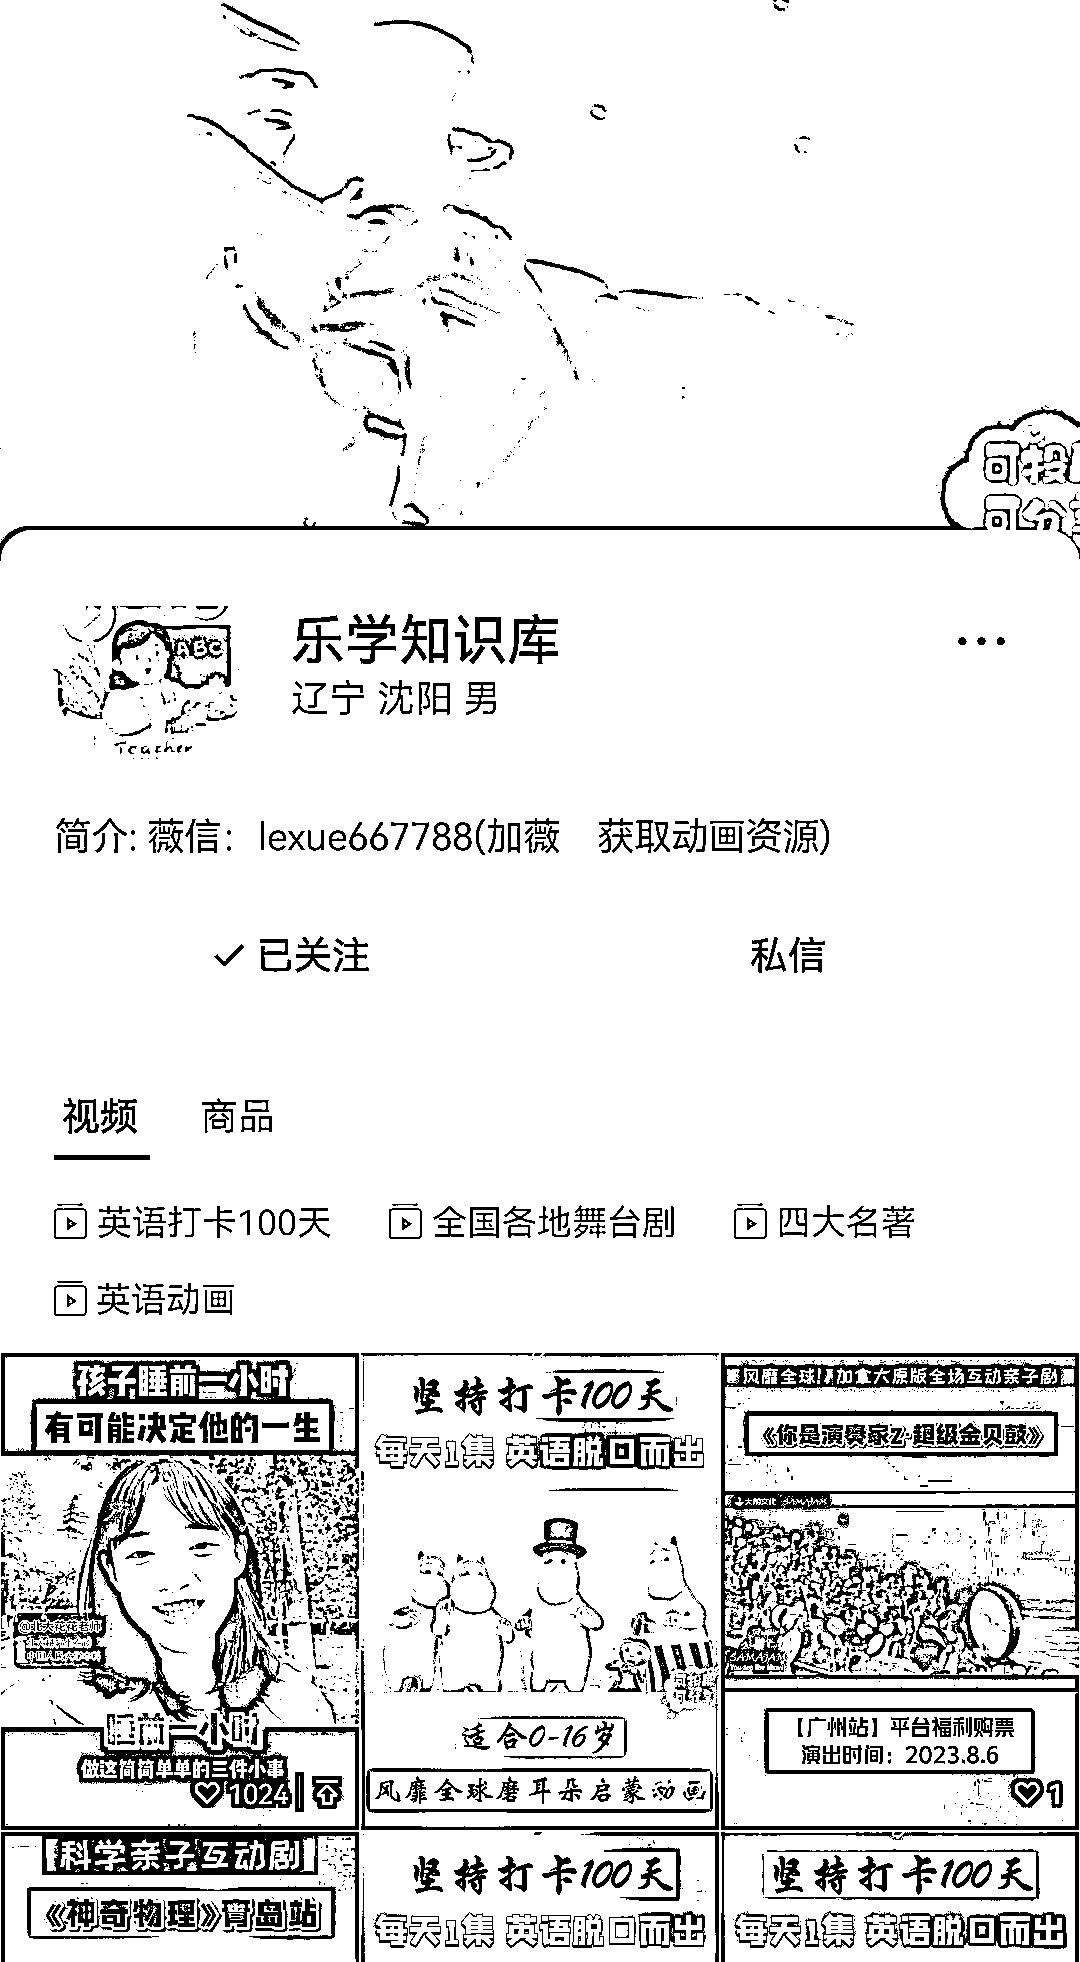 可投
可分
ABC
Teacher
乐学知识库
辽宁 沈阳 男
简介: 薇信：lexue667788(加薇 获取动画资源)
已关注
私信
视频
商品
英语打卡100天
全国各地舞台剧
四大名著
英语动画
孩子睡前一小时
有可能决定他的一生
睡前一小时
做这简简单单的三件小事
1024
坚持打卡100天
每天1集 英语脱口而出
适合0-16岁
风靡全球磨耳朵启蒙动画
风靡全球!加拿大原版全场互动亲子剧
《你是演奏家2·超级金贝鼓》
【广州站】平台福利购票
演出时间：2023.8.6
1
科学亲子互动剧
《神奇物理》青岛站
坚持打卡100天
每天1集 英语脱口而出
坚持打卡100天
每天1集 英语脱口而出